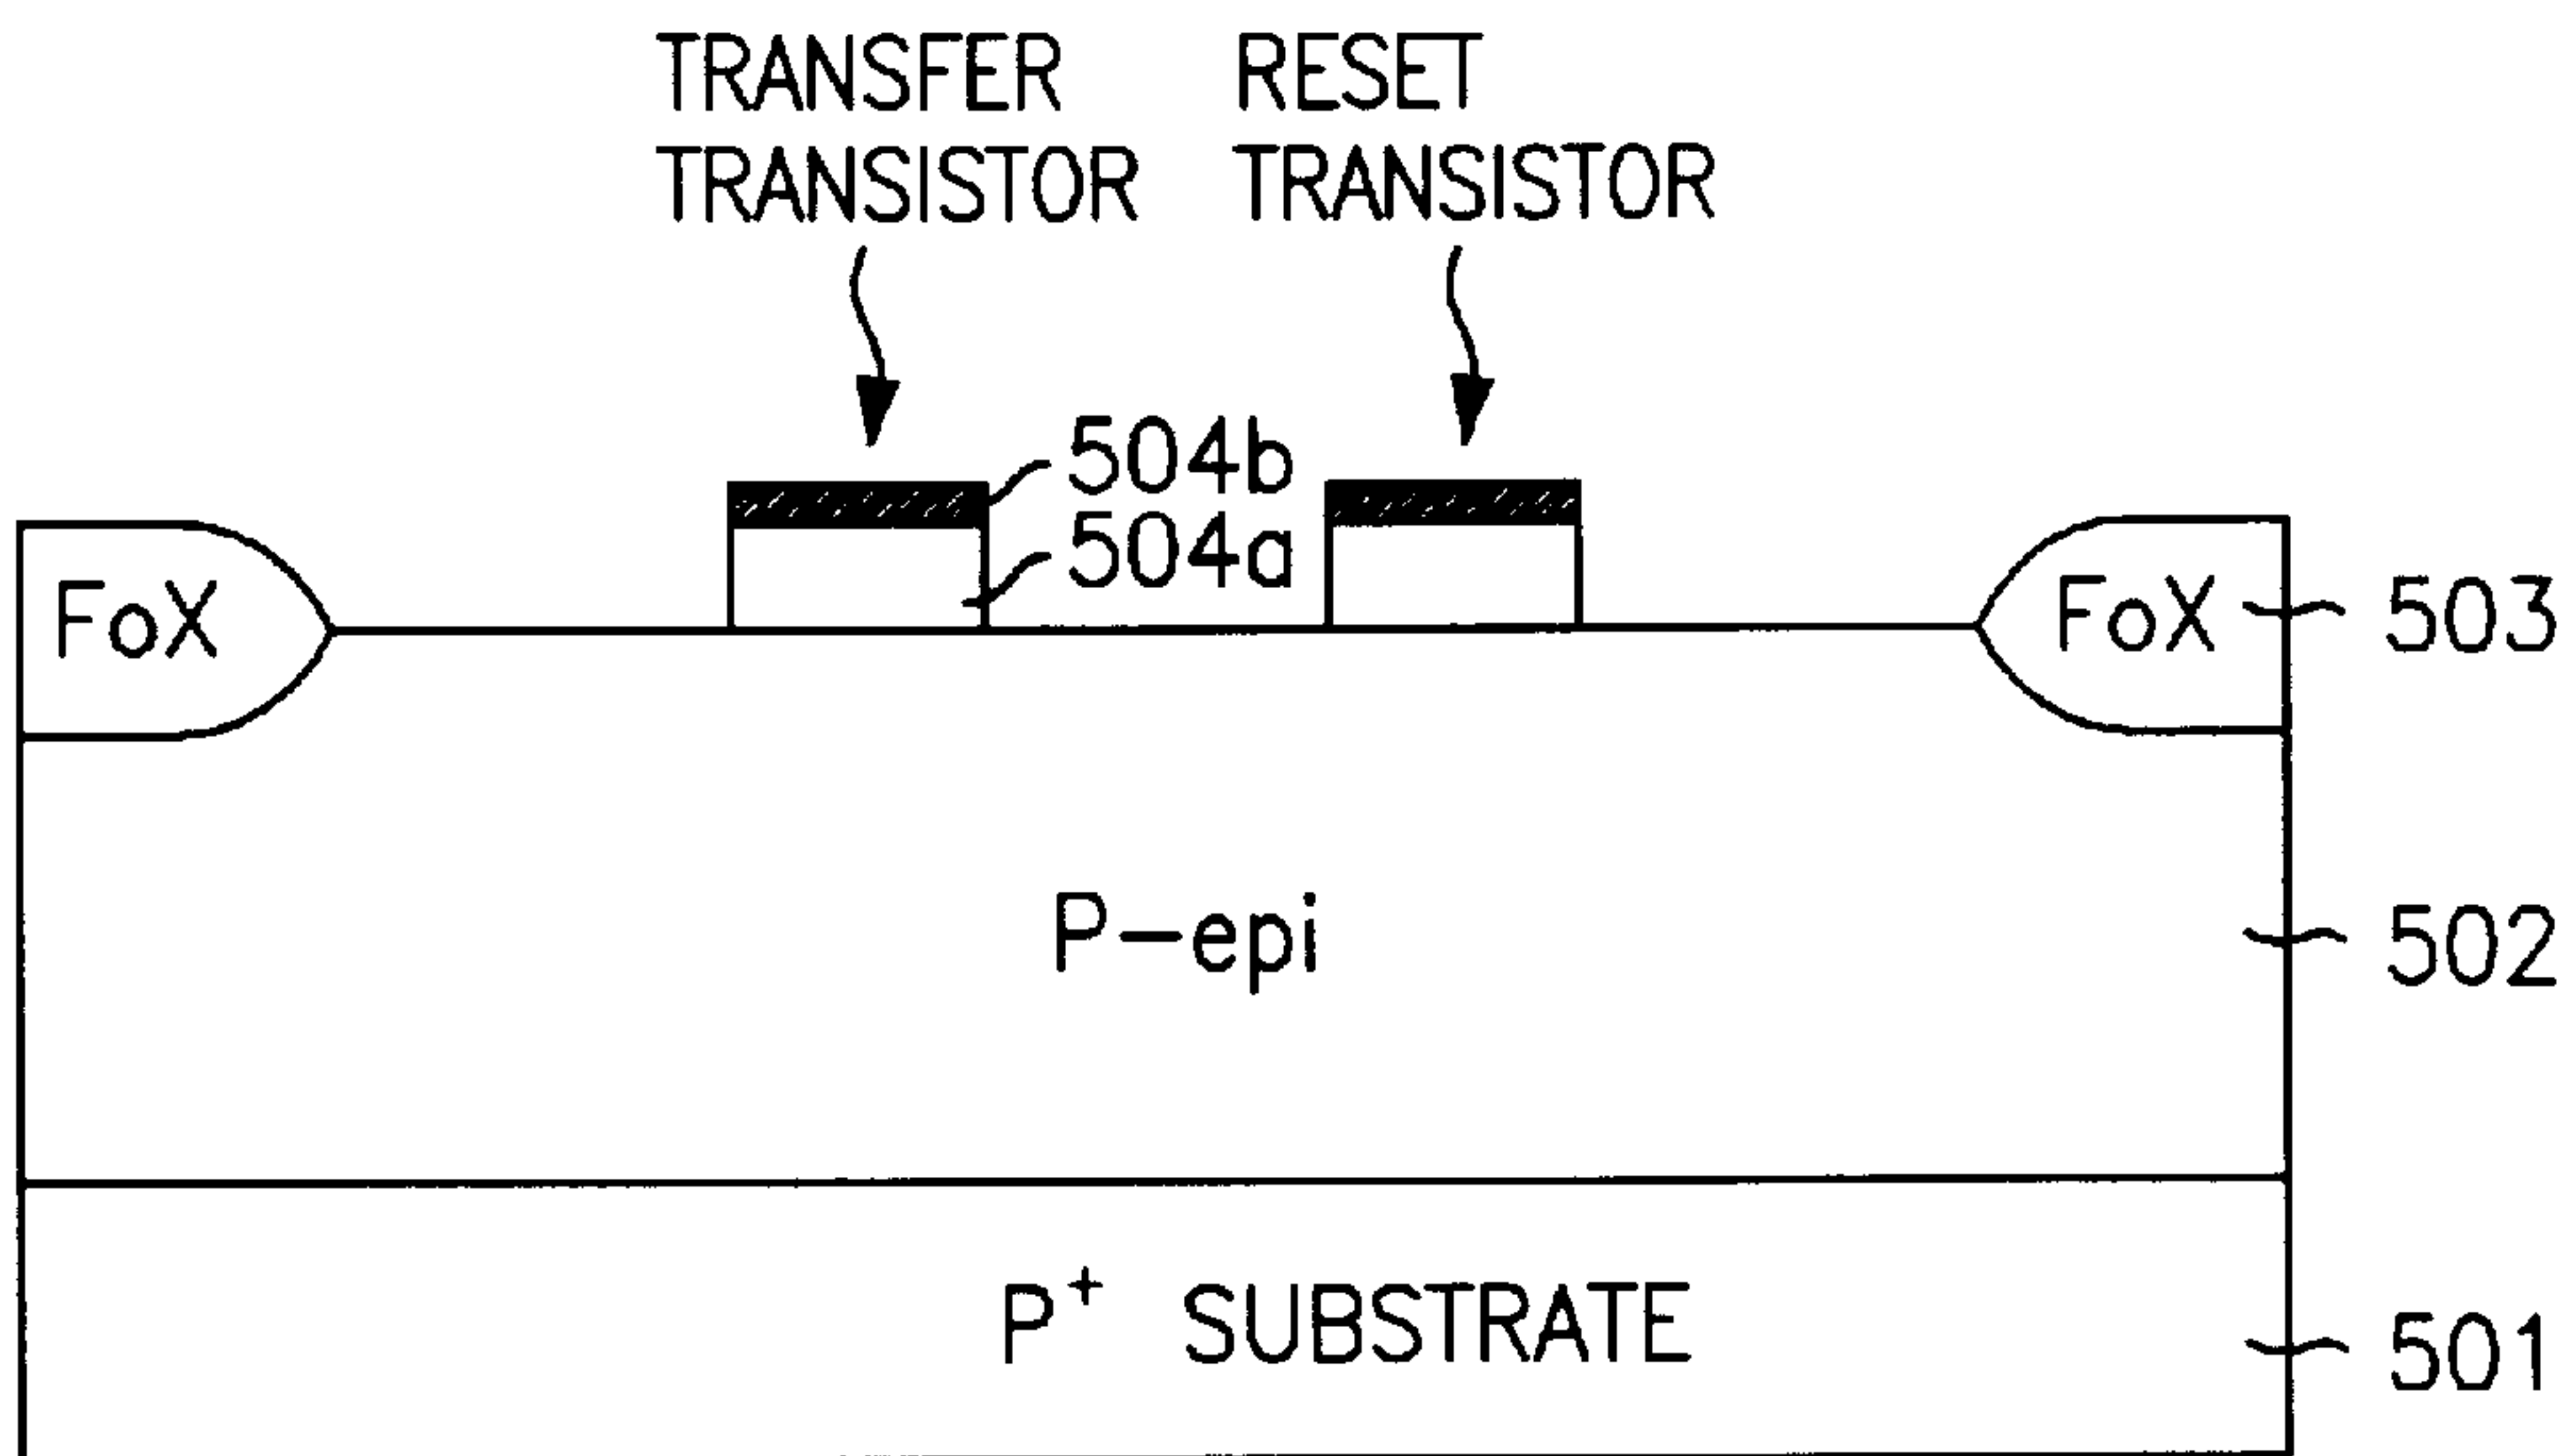 TRANSFER
TRANSISTOR
RESET
TRANSISTOR
504b
504a
FoX
FoX
503
P-epi
502
P+ SUBSTRATE
501